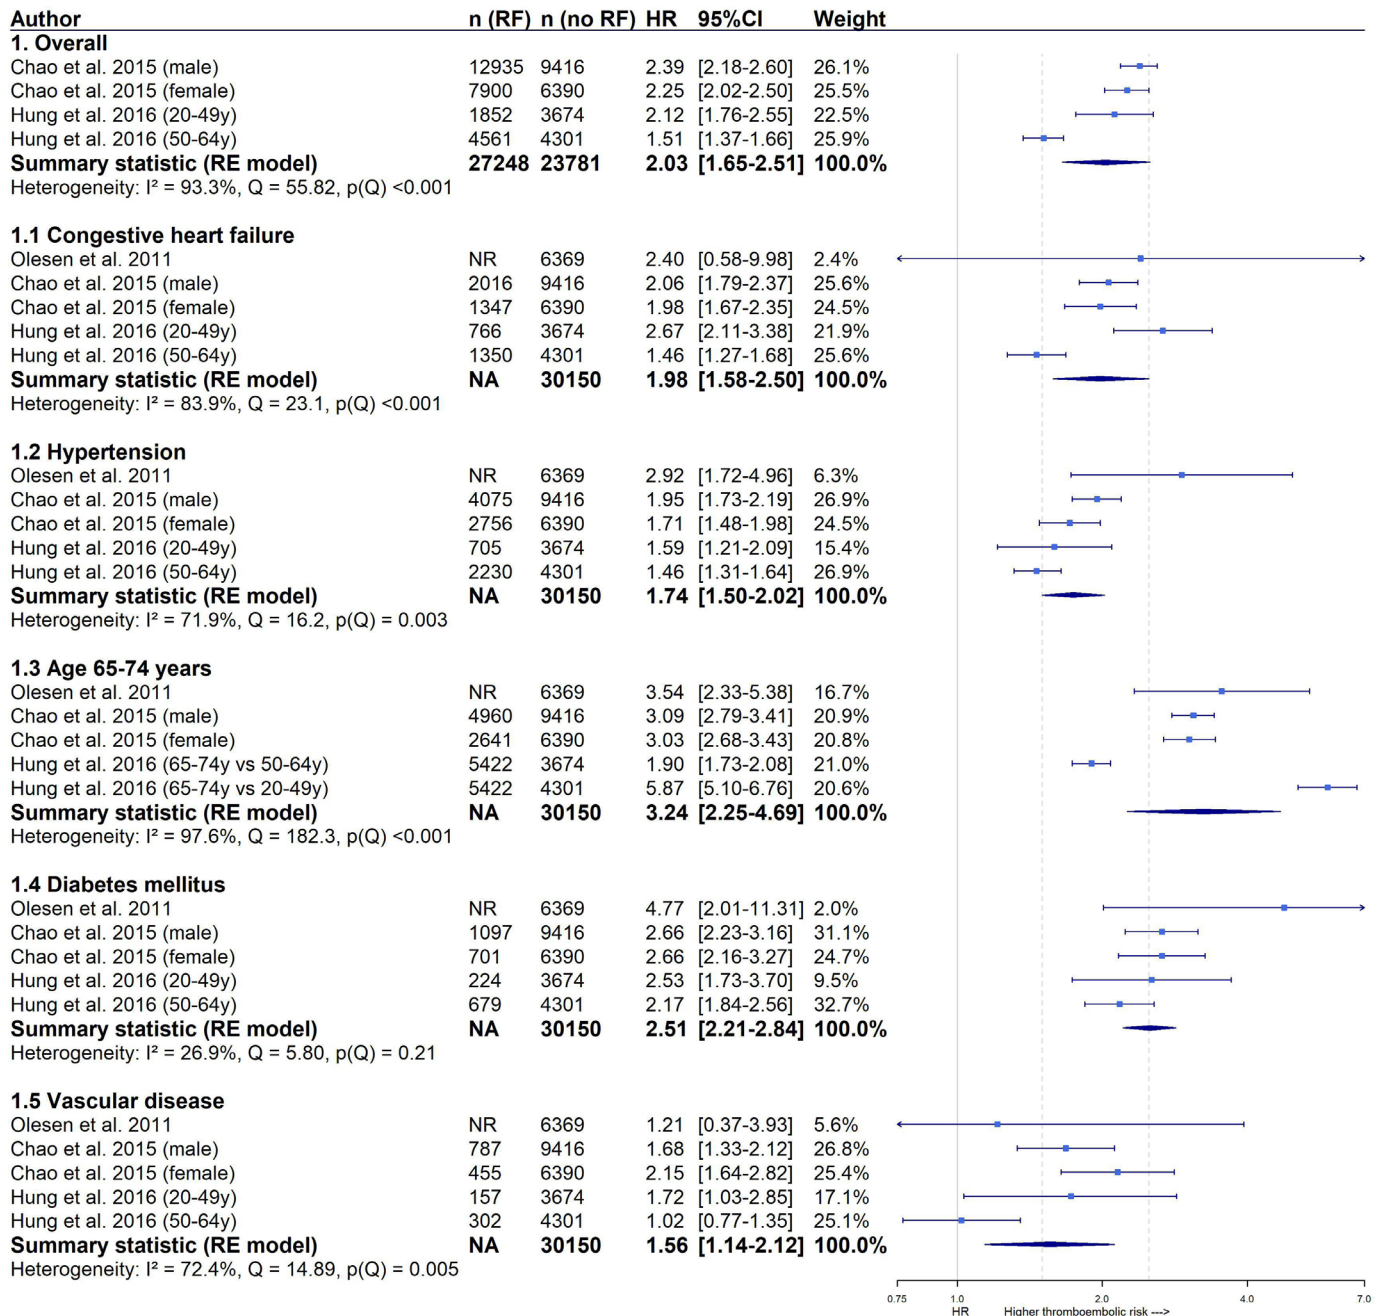 Author n (RF) n (no RF) HR 95%CI Weight
1. Overall
Chao et al. 2015 (male) 12935 9416 2.39 [2.18-2.60] 26.1%
Chao et al. 2015 (female) 7900 6390 2.25 [2.02-2.50] 25.5%
Hung et al. 2016 (20-49y) 1852 3674 2.12 [1.76-2.55] 22.5%
Hung et al. 2016 (50-64y) 4561 4301 1.51 [1.37-1.66] 25.9%
Summary statistic (RE model) 27248 23781 2.03 [1.65-2.51] 100.0%
Heterogeneity: I² = 93.3%, Q = 55.82, p(Q) <0.001
1.1 Congestive heart failure
Olesen et al. 2011 NR 6369 2.40 [0.58-9.98] 2.4%
Chao et al. 2015 (male) 2016 9416 2.06 [1.79-2.37] 25.6%
Chao et al. 2015 (female) 1347 6390 1.98 [1.67-2.35] 24.5%
Hung et al. 2016 (20-49y) 766 3674 2.67 [2.11-3.38] 21.9%
Hung et al. 2016 (50-64y) 1350 4301 1.46 [1.27-1.68] 25.6%
Summary statistic (RE model) NA 30150 1.98 [1.58-2.50] 100.0%
Heterogeneity: I² = 83.9%, Q = 23.1, p(Q) <0.001
1.2 Hypertension
Olesen et al. 2011 NR 6369 2.92 [1.72-4.96] 6.3%
Chao et al. 2015 (male) 4075 9416 1.95 [1.73-2.19] 26.9%
Chao et al. 2015 (female) 2756 6390 1.71 [1.48-1.98] 24.5%
Hung et al. 2016 (20-49y) 705 3674 1.59 [1.21-2.09] 15.4%
Hung et al. 2016 (50-64y) 2230 4301 1.46 [1.31-1.64] 26.9%
Summary statistic (RE model) NA 30150 1.74 [1.50-2.02] 100.0%
Heterogeneity: I² = 71.9%, Q = 16.2, p(Q) = 0.003
1.3 Age 65-74 years
Olesen et al. 2011 NR 6369 3.54 [2.33-5.38] 16.7%
Chao et al. 2015 (male) 4960 9416 3.09 [2.79-3.41] 20.9%
Chao et al. 2015 (female) 2641 6390 3.03 [2.68-3.43] 20.8%
Hung et al. 2016 (65-74y vs 50-64y) 5422 3674 1.90 [1.73-2.08] 21.0%
Hung et al. 2016 (65-74y vs 20-49y) 5422 4301 5.87 [5.10-6.76] 20.6%
Summary statistic (RE model) NA 30150 3.24 [2.25-4.69] 100.0%
Heterogeneity: I² = 97.6%, Q = 182.3, p(Q) <0.001
1.4 Diabetes mellitus
Olesen et al. 2011 NR 6369 4.77 [2.01-11.31] 2.0%
Chao et al. 2015 (male) 1097 9416 2.66 [2.23-3.16] 31.1%
Chao et al. 2015 (female) 701 6390 2.66 [2.16-3.27] 24.7%
Hung et al. 2016 (20-49y) 224 3674 2.53 [1.73-3.70] 9.5%
Hung et al. 2016 (50-64y) 679 4301 2.17 [1.84-2.56] 32.7%
Summary statistic (RE model) NA 30150 2.51 [2.21-2.84] 100.0%
Heterogeneity: I² = 26.9%, Q = 5.80, p(Q) = 0.21
1.5 Vascular disease
Olesen et al. 2011 NR 6369 1.21 [0.37-3.93] 5.6%
Chao et al. 2015 (male) 787 9416 1.68 [1.33-2.12] 26.8%
Chao et al. 2015 (female) 455 6390 2.15 [1.64-2.82] 25.4%
Hung et al. 2016 (20-49y) 157 3674 1.72 [1.03-2.85] 17.1%
Hung et al. 2016 (50-64y) 302 4301 1.02 [0.77-1.35] 25.1%
Summary statistic (RE model) NA 30150 1.56 [1.14-2.12] 100.0%
Heterogeneity: I² = 72.4%, Q = 14.89, p(Q) = 0.005
0.75 1.0 2.0 4.0 7.0
HR Higher thromboembolic risk --->